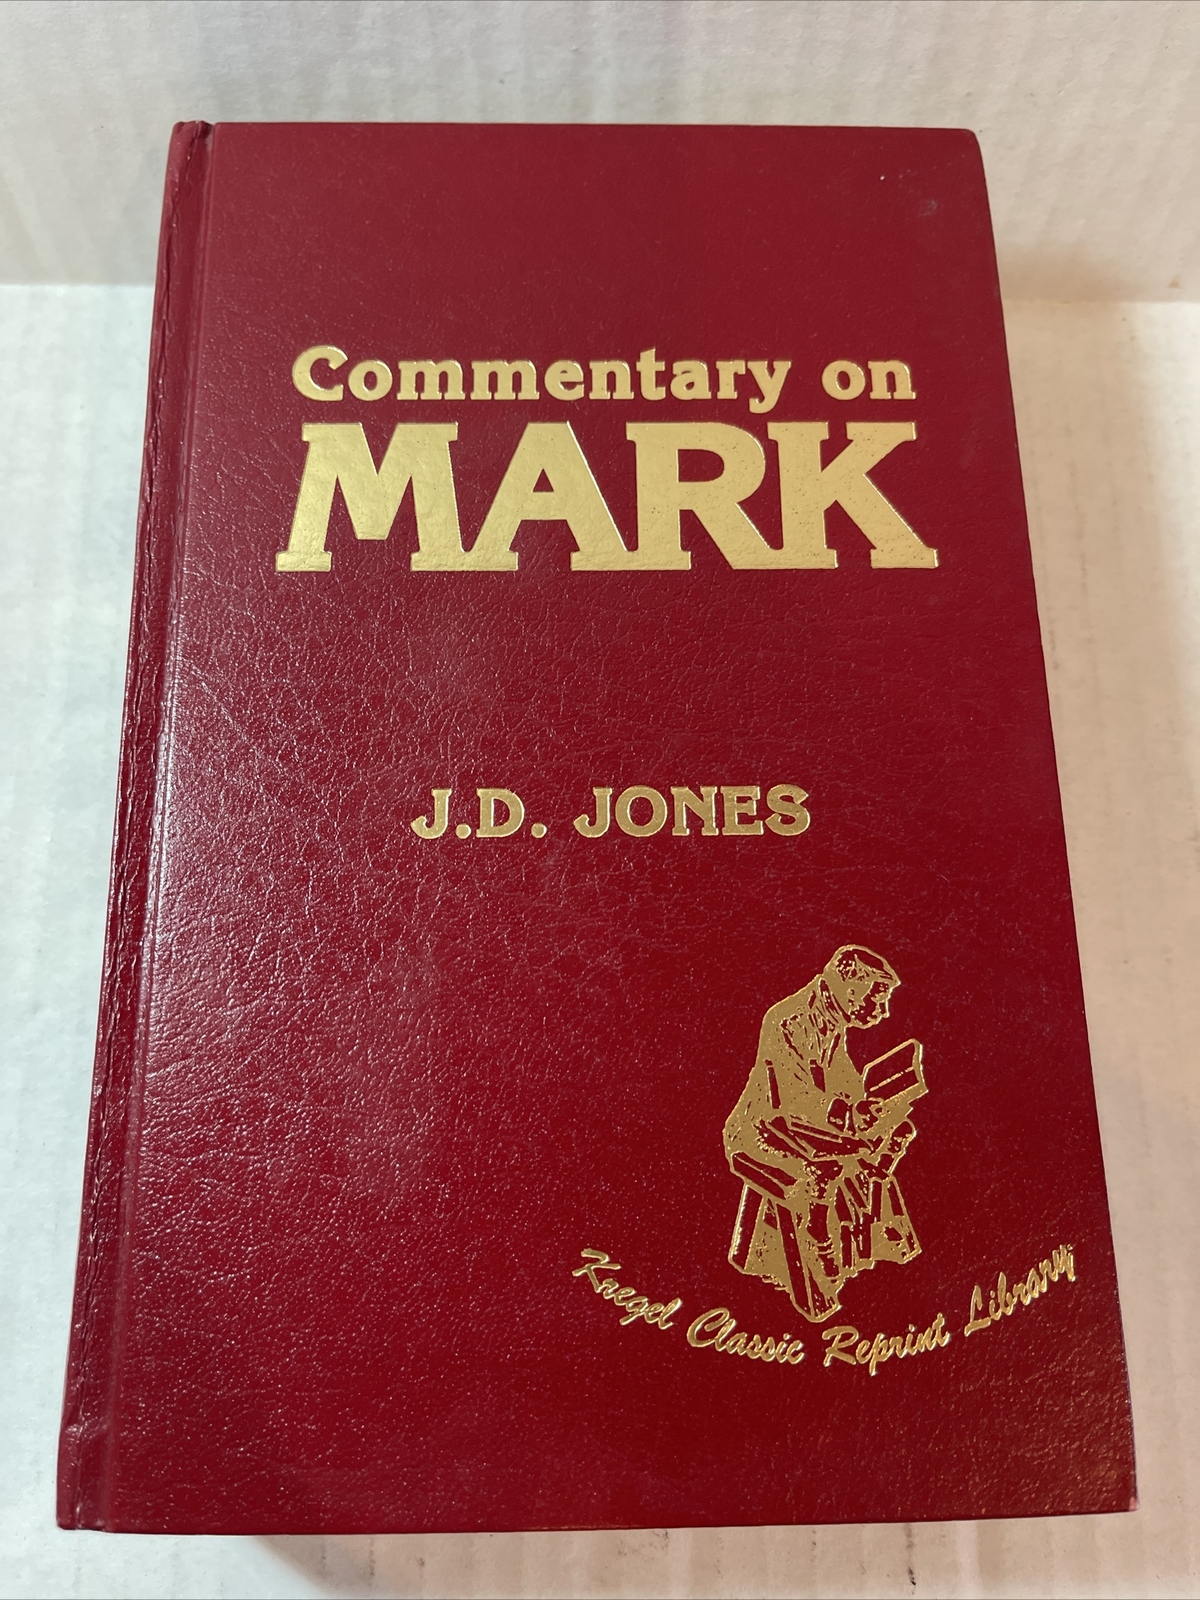 Commentary on
MARK
J.D. JONES
Kregel Classic Reprint Library